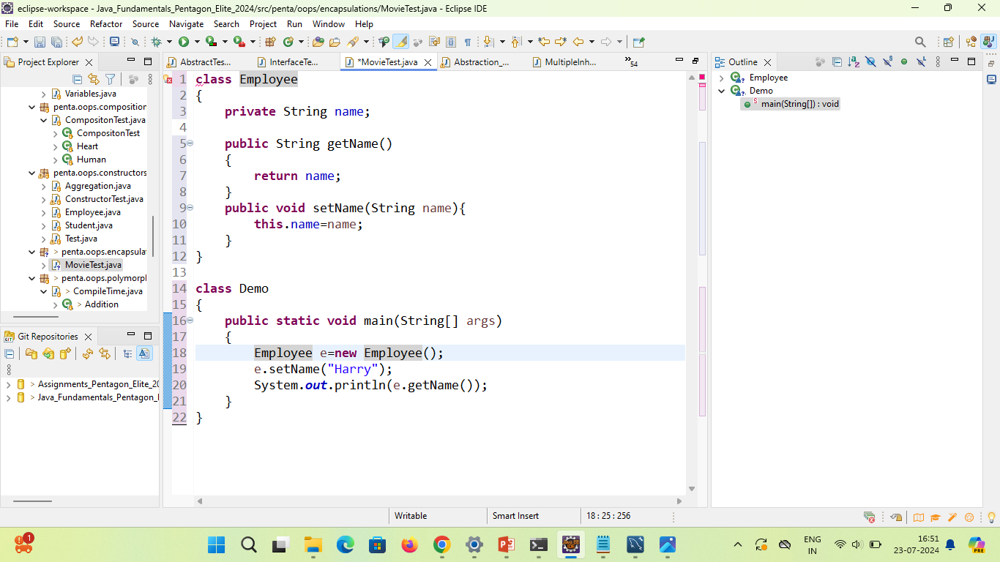 eclipse-workspace - Java_Fundamentals_Pentagon_Elite_2024/src/penta/oops/encapsulations/MovieTest.java - Eclipse IDE
File Edit Source Refactor Source Navigate Search Project Run Window Help
Project Explorer
Variables.java
penta.oops.composition
CompositonTest.java
CompositonTest
Heart
Human
penta.oops.constructors
Aggregation.java
ConstructorTest.java
Employee.java
Student.java
Test.java
> penta.oops.encapsulat
MovieTest.java
> penta.oops.polymorpl
> CompileTime.java
> Addition
Git Repositories
> Assignments_Pentagon_Elite_20
> Java_Fundamentals_Pentagon_
AbstractTes... InterfaceTe... *MovieTest.java Abstraction_... MultipleInh... »54
1 class Employee
2 {
3 private String name;
4
5 public String getName()
6 {
7 return name;
8 }
9 public void setName(String name){
10 this.name=name;
11 }
12 }
13
14 class Demo
15 {
16 public static void main(String[] args)
17 {
18 Employee e=new Employee();
19 e.setName("Harry");
20 System.out.println(e.getName());
21 }
22 }
Outline
Employee
Demo
main(String[]) : void
Writable Smart Insert 18 : 25 : 256
1
ENG
IN
16:51
23-07-2024
PRE